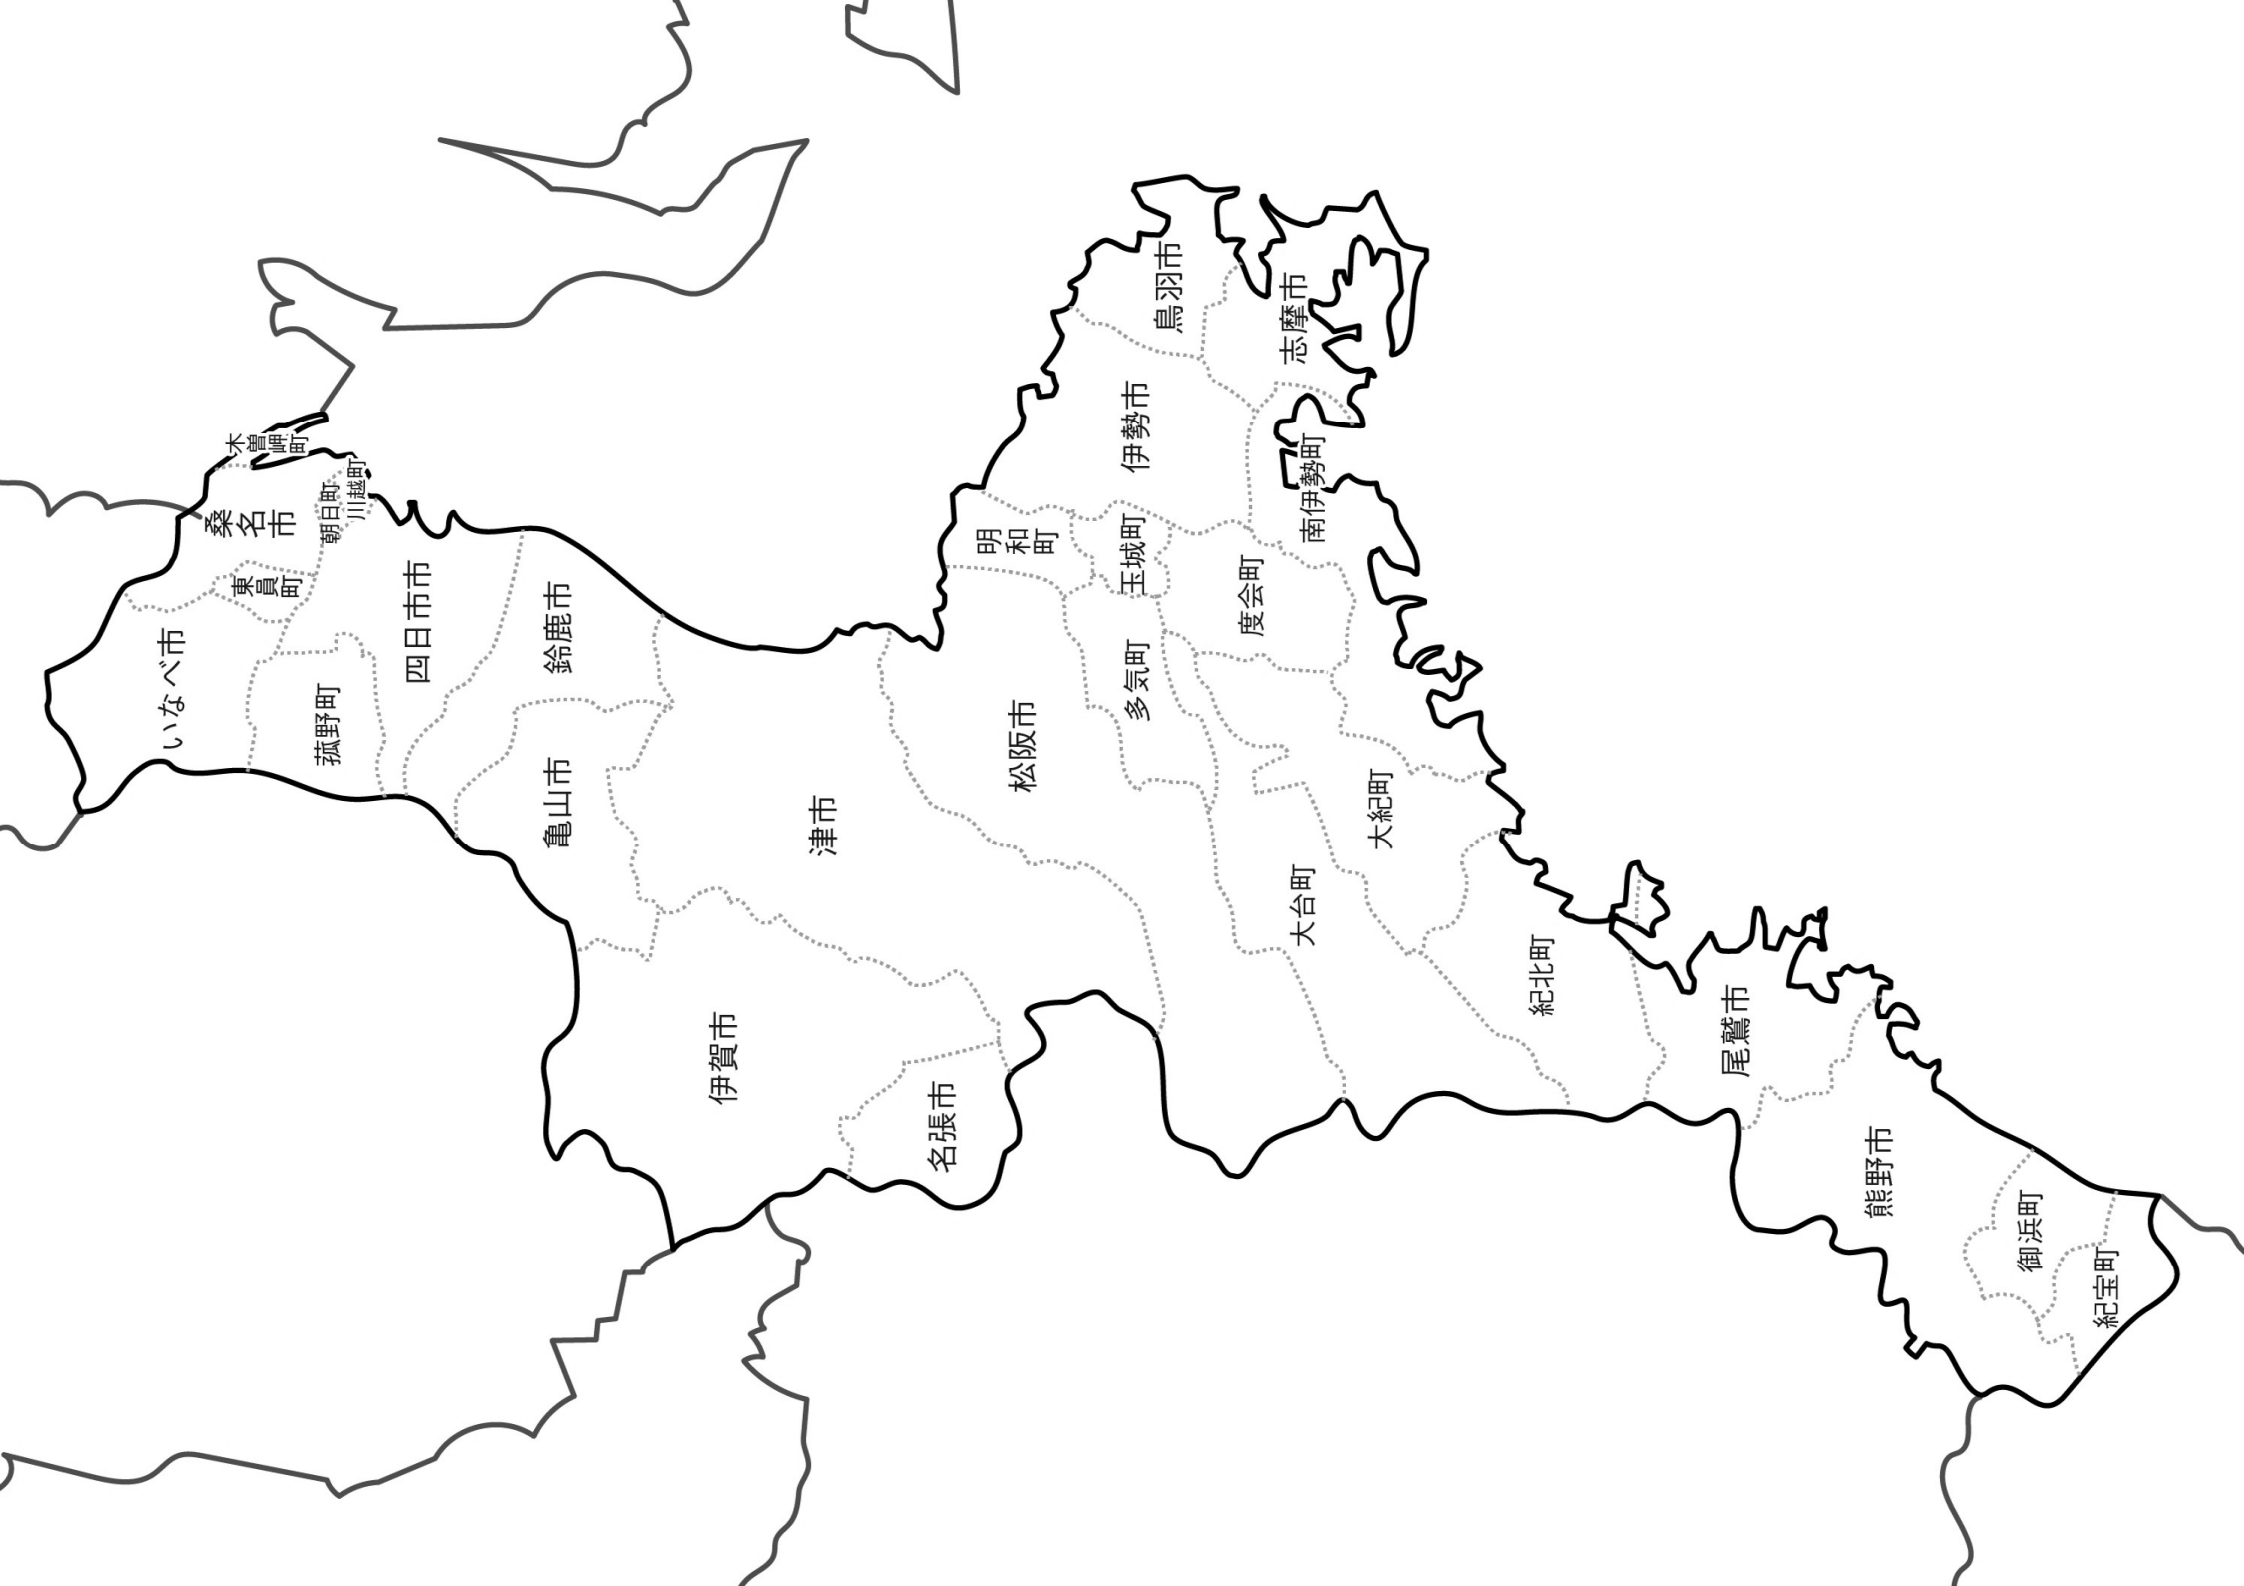 いなべ市
桑
名
市
木
曽
岬
町
東
員
町
朝日町
川越町
菰野町
四日市市
鈴鹿市
亀山市
津市
伊賀市
名張市
松阪市
明
和
町
多気町
玉城町
伊勢市
鳥羽市
志摩市
度会町
南伊勢町
大台町
大紀町
紀北町
尾鷲市
熊野市
御浜町
紀宝町